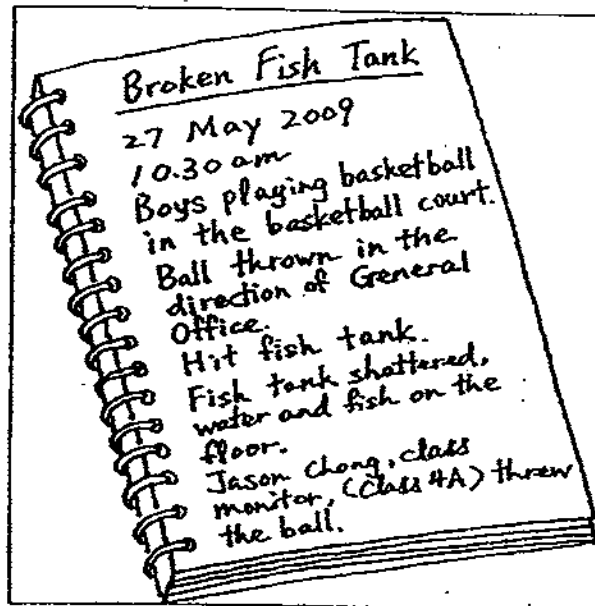 Broken Fish Tank
27 May 2009
10.30 am
Boys playing basketball
in the basketball court.
Ball thrown in the
direction of General
Office.
Hit fish tank.
Fish tank shattered,
water and fish on the
floor.
Jason Chong, class
monitor, (Class 4A) threw
the ball.